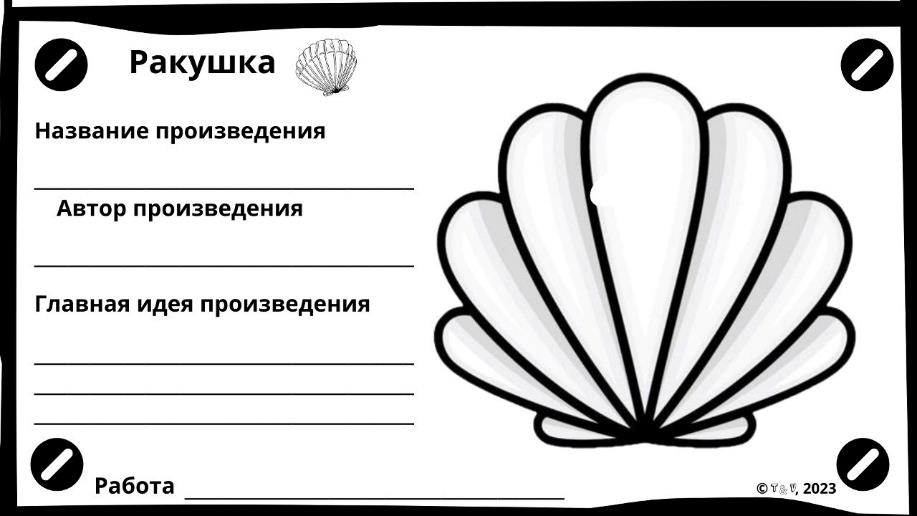 Ракушка
Название произведения
Автор произведения
Главная идея произведения
Работа
© T & V, 2023